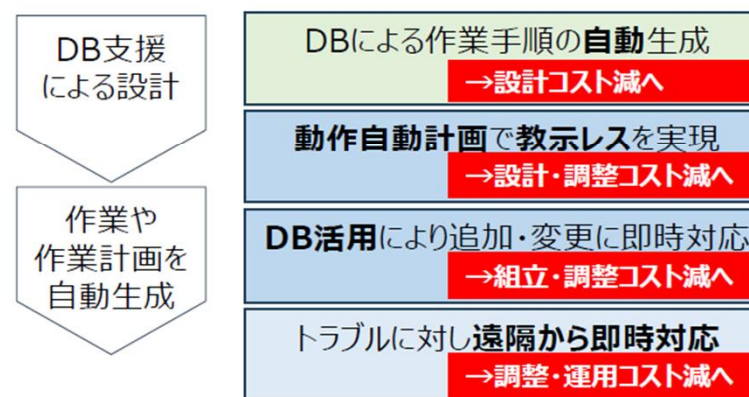 DB支援
による設計
作業や
作業計画を
自動生成
DBによる作業手順の自動生成
→設計コスト減へ
動作自動計画で教示レスを実現
→設計・調整コスト減へ
DB活用により追加・変更に即時対応
→組立・調整コスト減へ
トラブルに対し遠隔から即時対応
→調整・運用コスト減へ